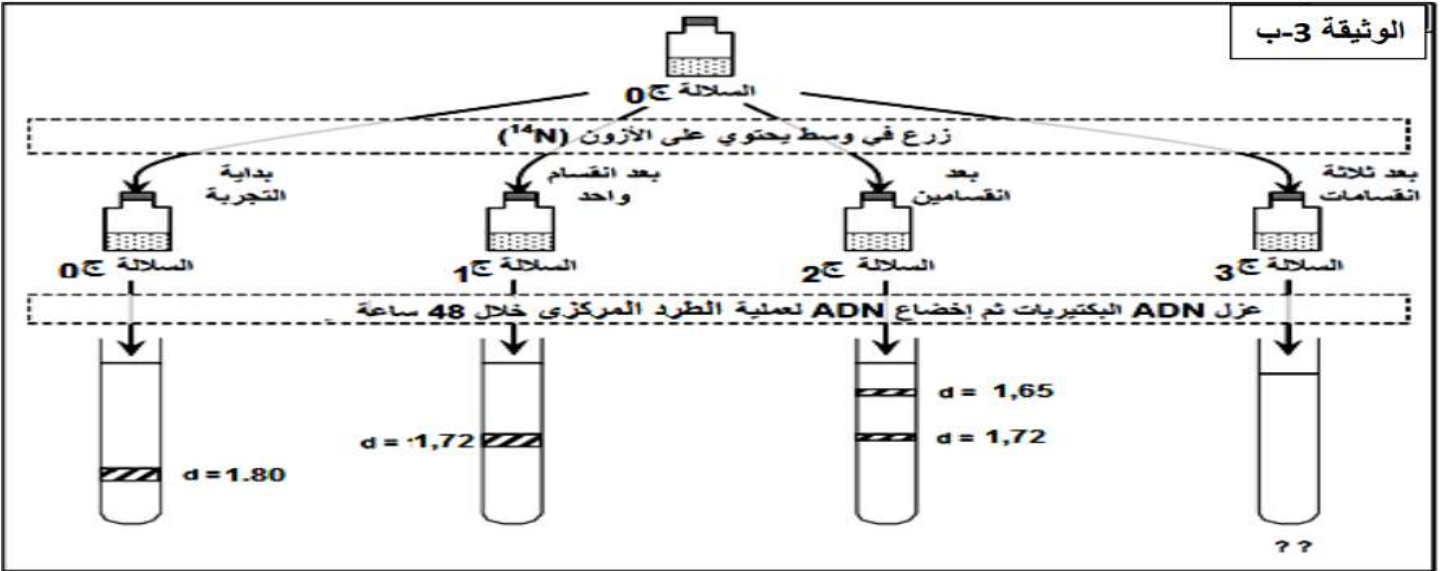 الوثيقة 3-ب
السلالة ج0
زرع في وسط يحتوي على الأزون (¹⁴N)
بداية
التجربة
بعد انقسام
واحد
بعد
انقسامين
بعد ثلاثة
انقسامات
السلالة ج0
السلالة ج1
السلالة ج2
السلالة ج3
عزل ADN البكتيريات ثم إخضاع ADN لعملية الطرد المركزي خلال 48 ساعة
d = 1.80
d = 1,72
d = 1,65
d = 1,72
? ?